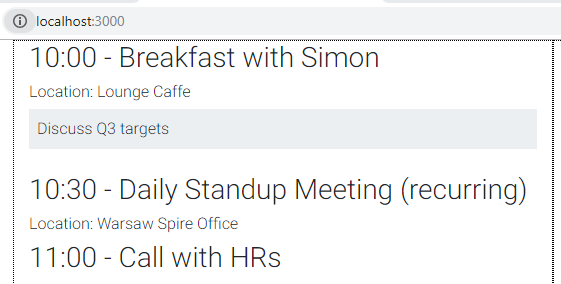 localhost:3000
10:00 - Breakfast with Simon
Location: Lounge Caffe
Discuss Q3 targets
10:30 - Daily Standup Meeting (recurring)
Location: Warsaw Spire Office
11:00 - Call with HRs